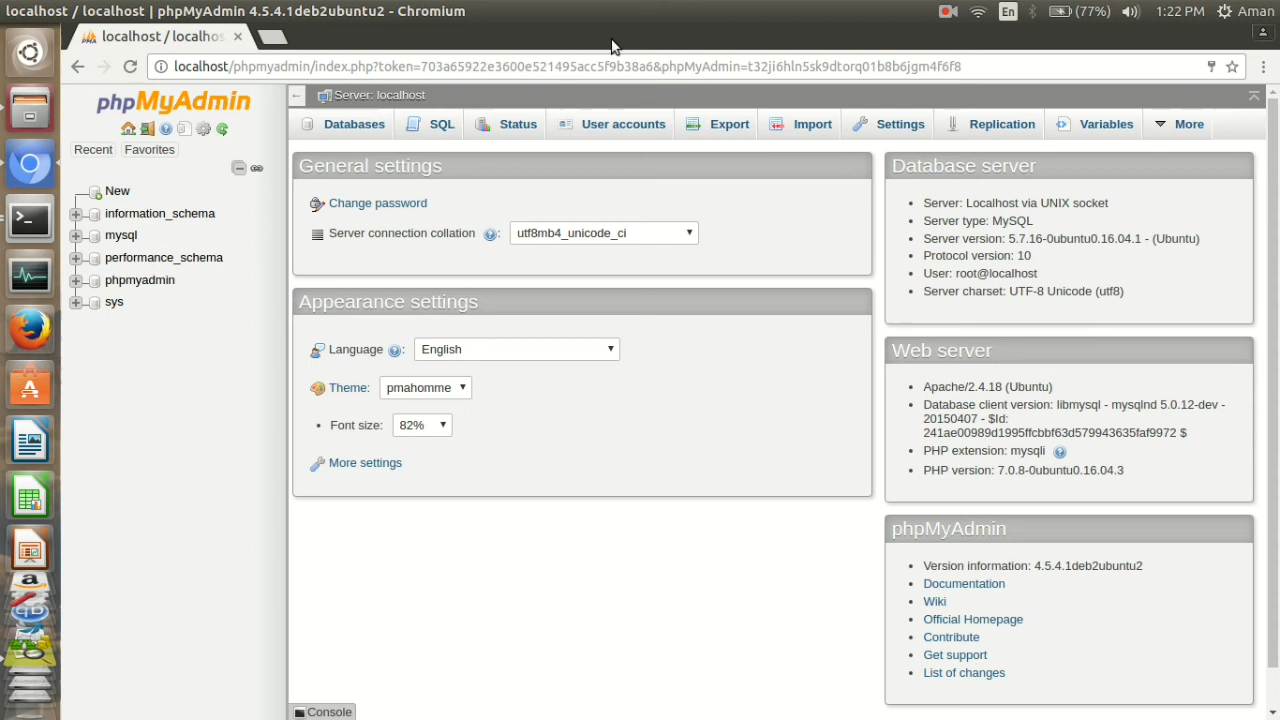 localhost / localhost | phpMyAdmin 4.5.4.1deb2ubuntu2 - Chromium
En (77%) 1:22 PM Aman
localhost / localhos
localhost/phpmyadmin/index.php?token=703a65922e3600e521495acc5f9b38a6&phpMyAdmin=t32ji6hln5sk9dtorq01b8b6jgm4f6f8
phpMyAdmin
Recent Favorites
New
information_schema
mysql
performance_schema
phpmyadmin
sys
Server: localhost
Databases SQL Status User accounts Export Import Settings Replication Variables More
General settings
Change password
Server connection collation : utf8mb4_unicode_ci
Appearance settings
Language : English
Theme: pmahomme
Font size: 82%
More settings
Database server
Server: Localhost via UNIX socket
Server type: MySQL
Server version: 5.7.16-0ubuntu0.16.04.1 - (Ubuntu)
Protocol version: 10
User: root@localhost
Server charset: UTF-8 Unicode (utf8)
Web server
Apache/2.4.18 (Ubuntu)
Database client version: libmysql - mysqlnd 5.0.12-dev -
20150407 - $Id:
241ae00989d1995ffcbbf63d579943635faf9972 $
PHP extension: mysqli
PHP version: 7.0.8-0ubuntu0.16.04.3
phpMyAdmin
Version information: 4.5.4.1deb2ubuntu2
Documentation
Wiki
Official Homepage
Contribute
Get support
List of changes
Console